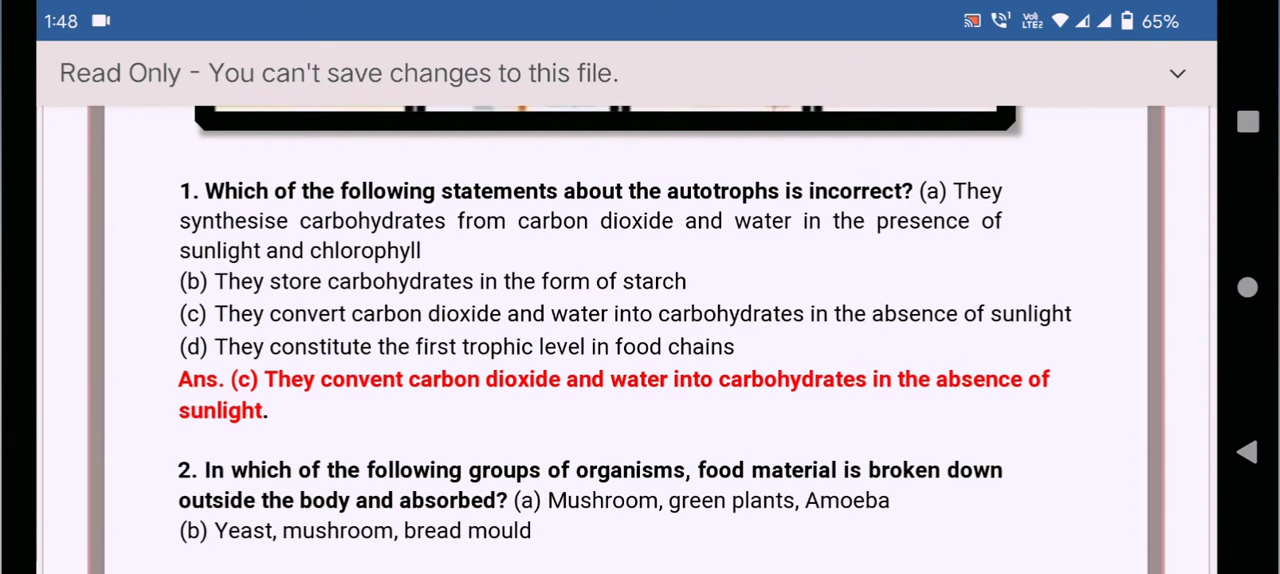 1:48
Vo)
LTE2
65%
Read Only - You can't save changes to this file.
1. Which of the following statements about the autotrophs is incorrect? (a) They
synthesise carbohydrates from carbon dioxide and water in the presence of
sunlight and chlorophyll
(b) They store carbohydrates in the form of starch
(c) They convert carbon dioxide and water into carbohydrates in the absence of sunlight
(d) They constitute the first trophic level in food chains
Ans. (c) They convent carbon dioxide and water into carbohydrates in the absence of
sunlight.
2. In which of the following groups of organisms, food material is broken down
outside the body and absorbed? (a) Mushroom, green plants, Amoeba
(b) Yeast, mushroom, bread mould